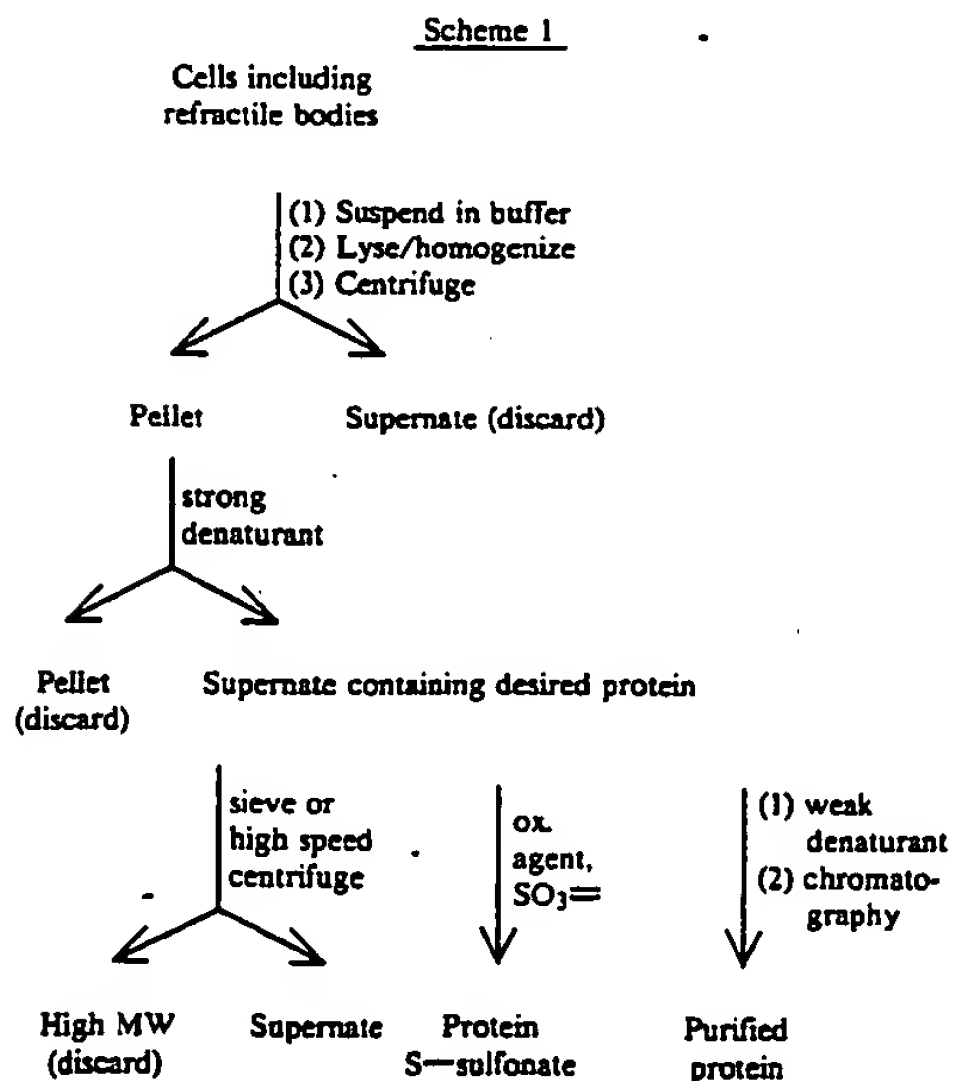 Scheme 1
Cells including
refractile bodies
(1) Suspend in buffer
(2) Lyse/homogenize
(3) Centrifuge
Pellet
Supernate (discard)
strong
denaturant
Pellet
(discard)
Supernate containing desired protein
sieve or
high speed
centrifuge
ox.
agent,
SO₃=
(1) weak
denaturant
(2) chromato-
graphy
High MW
(discard)
Supernate
Protein
S—sulfonate
Purified
protein